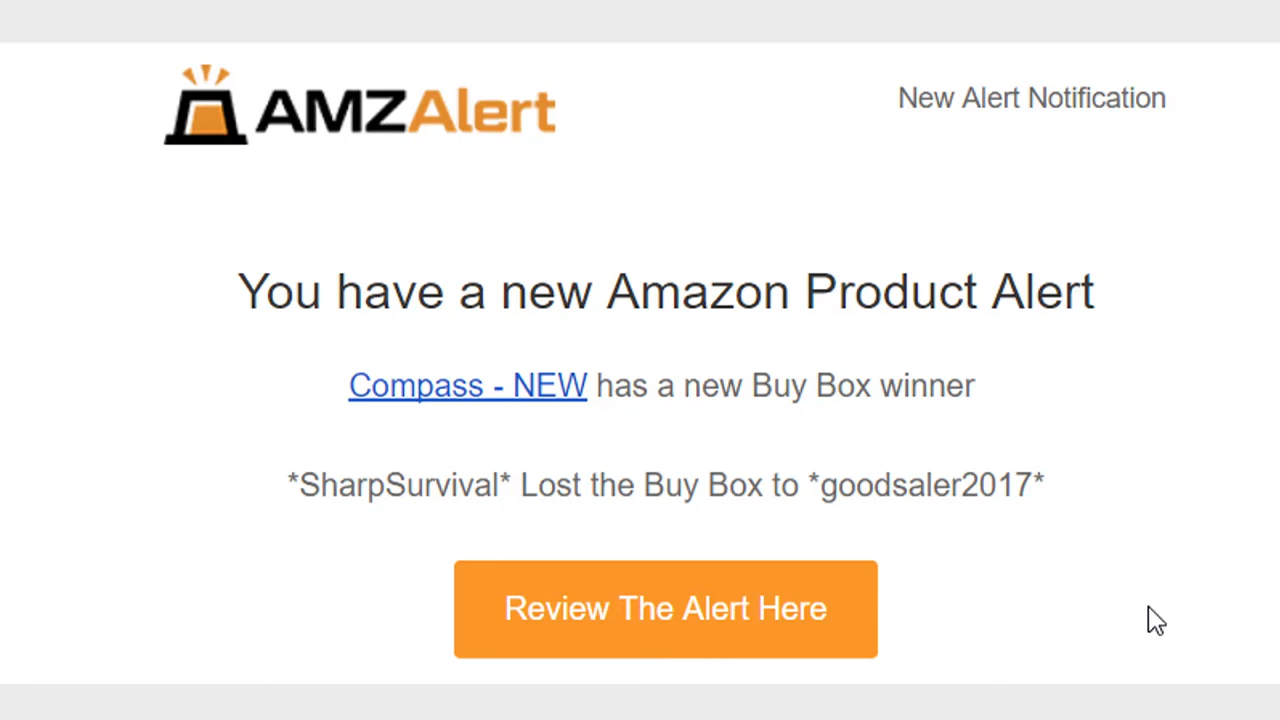 AMZAlert
New Alert Notification
You have a new Amazon Product Alert
Compass - NEW has a new Buy Box winner
*SharpSurvival* Lost the Buy Box to *goodsaler2017*
Review The Alert Here